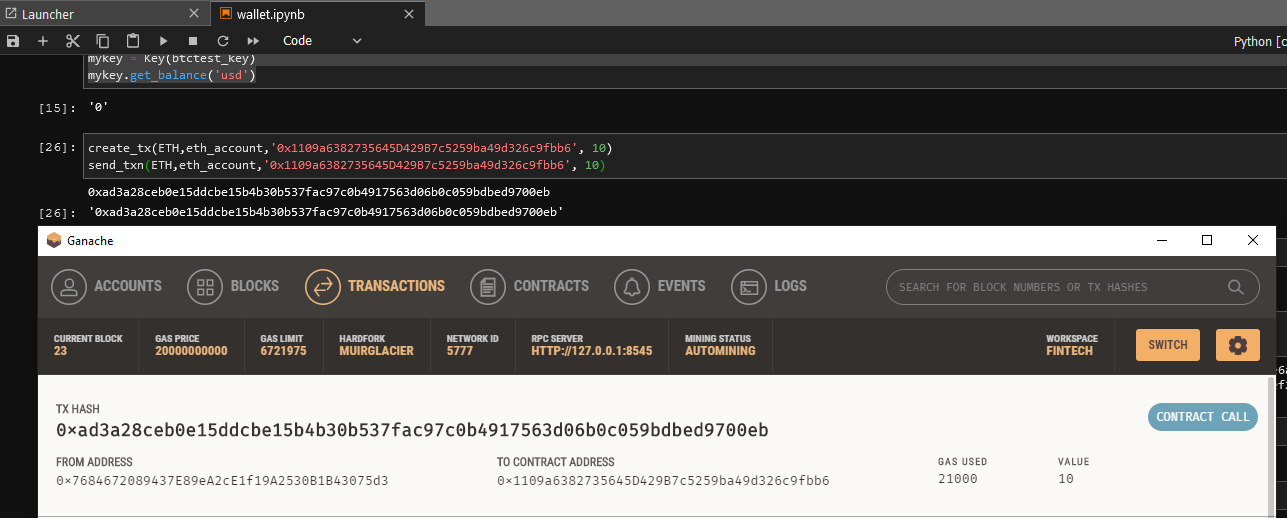 Launcher
wallet.ipynb
Code
Python [c
mykey = Key(btctest_key)
mykey.get_balance('usd')
[15]: '0'
[26]: create_tx(ETH,eth_account,'0x1109a6382735645D429B7c5259ba49d326c9fbb6', 10)
send_txn(ETH,eth_account,'0x1109a6382735645D429B7c5259ba49d326c9fbb6', 10)
0xad3a28ceb0e15ddcbe15b4b30b537fac97c0b4917563d06b0c059bdbed9700eb
[26]: '0xad3a28ceb0e15ddcbe15b4b30b537fac97c0b4917563d06b0c059bdbed9700eb'
Ganache
ACCOUNTS BLOCKS TRANSACTIONS CONTRACTS EVENTS LOGS
SEARCH FOR BLOCK NUMBERS OR TX HASHES
CURRENT BLOCK GAS PRICE GAS LIMIT HARDFORK NETWORK ID RPC SERVER MINING STATUS WORKSPACE
23 20000000000 6721975 MUIRGLACIER 5777 HTTP://127.0.0.1:8545 AUTOMINING FINTECH
SWITCH
TX HASH
0×ad3a28ceb0e15ddcbe15b4b30b537fac97c0b4917563d06b0c059bdbed9700eb
CONTRACT CALL
FROM ADDRESS TO CONTRACT ADDRESS GAS USED VALUE
0×7684672089437E89eA2cE1f19A2530B1B43075d3 0×1109a6382735645D429B7c5259ba49d326c9fbb6 21000 10